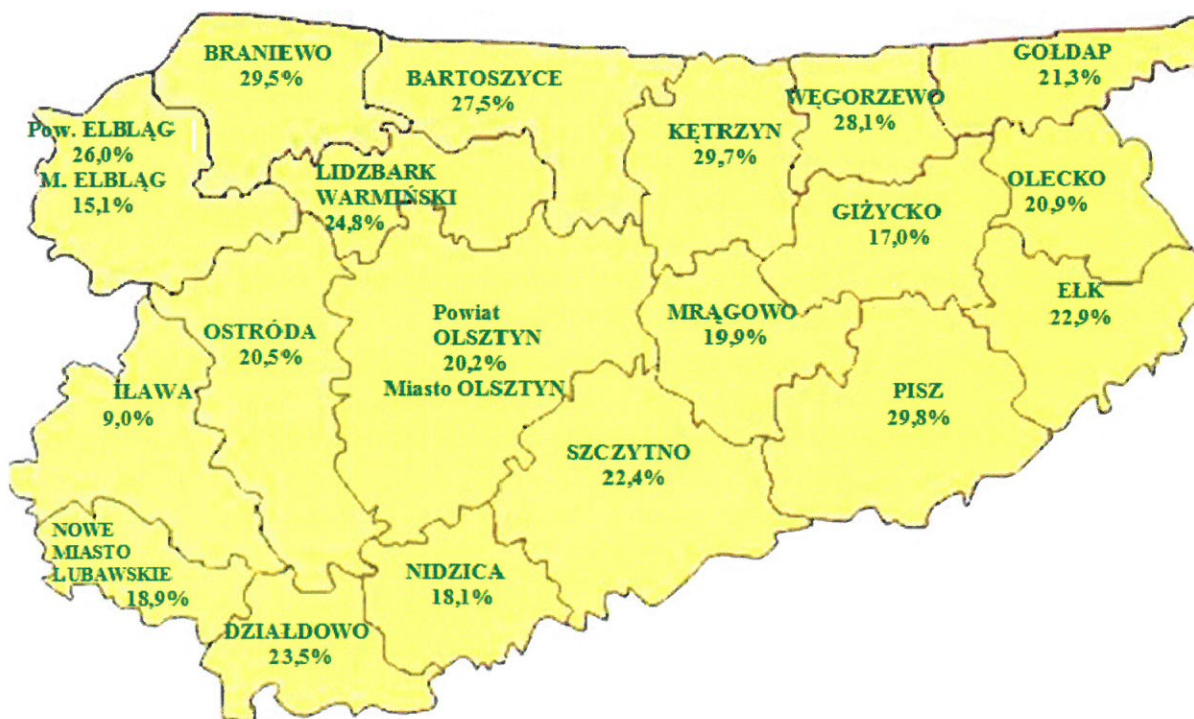 BRANIEWO
29,5%
BARTOSZYCE
27,5%
GOŁDAP
21,3%
WĘGORZEWO
28,1%
KĘTRZYN
29,7%
Pow. ELBLĄG
26,0%
M. ELBLĄG
15,1%
LIDZBARK
WARMIŃSKI
24,8%
OLECKO
20,9%
GIŻYCKO
17,0%
EŁK
22,9%
OSTRÓDA
20,5%
Powiat
OLSZTYN
20,2%
Miasto OLSZTYN
MRĄGOWO
19,9%
IŁAWA
9,0%
PISZ
29,8%
SZCZYTNO
22,4%
NOWE
MIASTO
LUBAWSKIE
18,9%
NIDZICA
18,1%
DZIAŁDOWO
23,5%